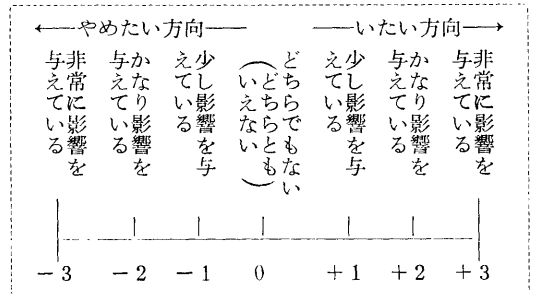 ←やめたい方向 いたい方向→
非常に影響を
与えている
かなり影響を
与えている
少し影響を与
えている
どちらでもない
(どちらとも
いえない)
少し影響を与
えている
かなり影響を
与えている
非常に影響を
与えている
−3 −2 −1 0 +1 +2 +3